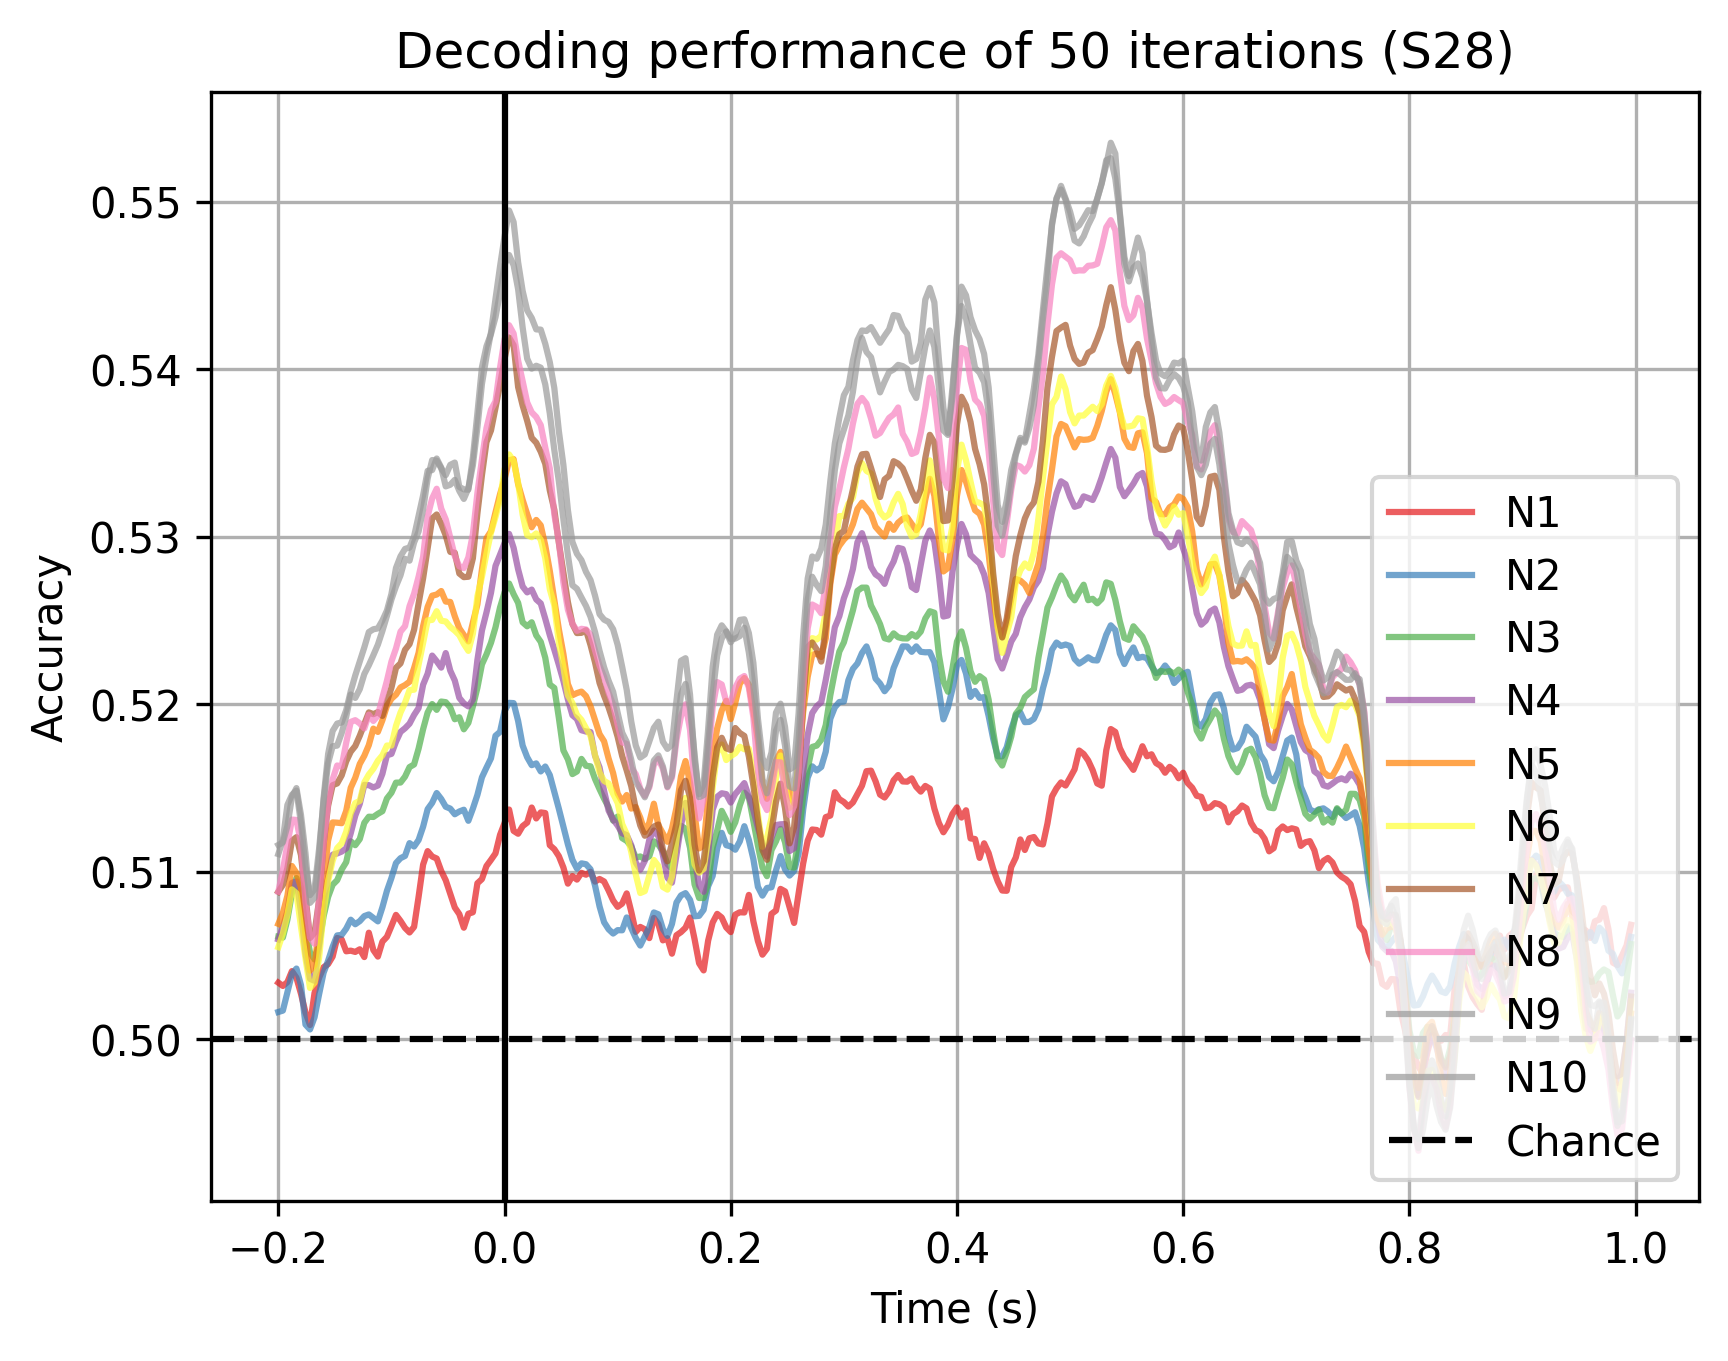 Decoding performance of 50 iterations (S28)
Accuracy
0.55
0.54
0.53
0.52
0.51
0.50
−0.2
0.0
0.2
0.4
0.6
0.8
1.0
Time (s)
N1
N2
N3
N4
N5
N6
N7
N8
N9
N10
Chance